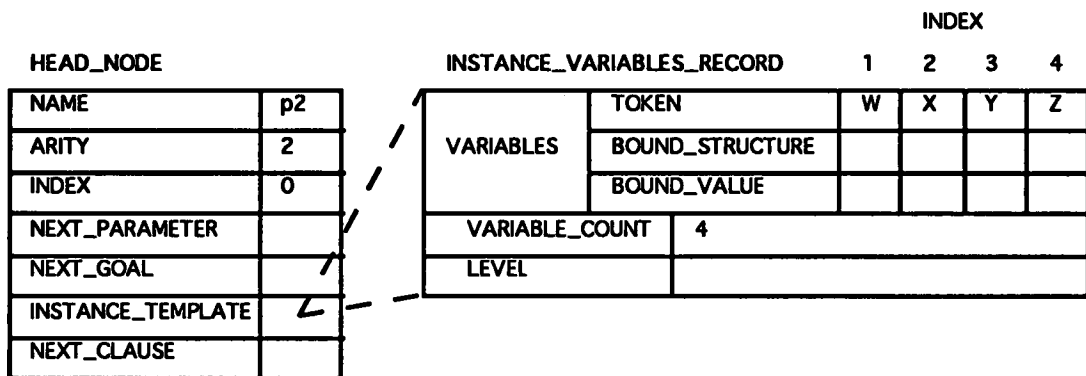 INDEX
HEAD_NODE INSTANCE_VARIABLES_RECORD 1 2 3 4
NAME p2 TOKEN W X Y Z
ARITY 2 VARIABLES BOUND_STRUCTURE
INDEX 0 BOUND_VALUE
NEXT_PARAMETER VARIABLE_COUNT 4
NEXT_GOAL LEVEL
INSTANCE_TEMPLATE
NEXT_CLAUSE